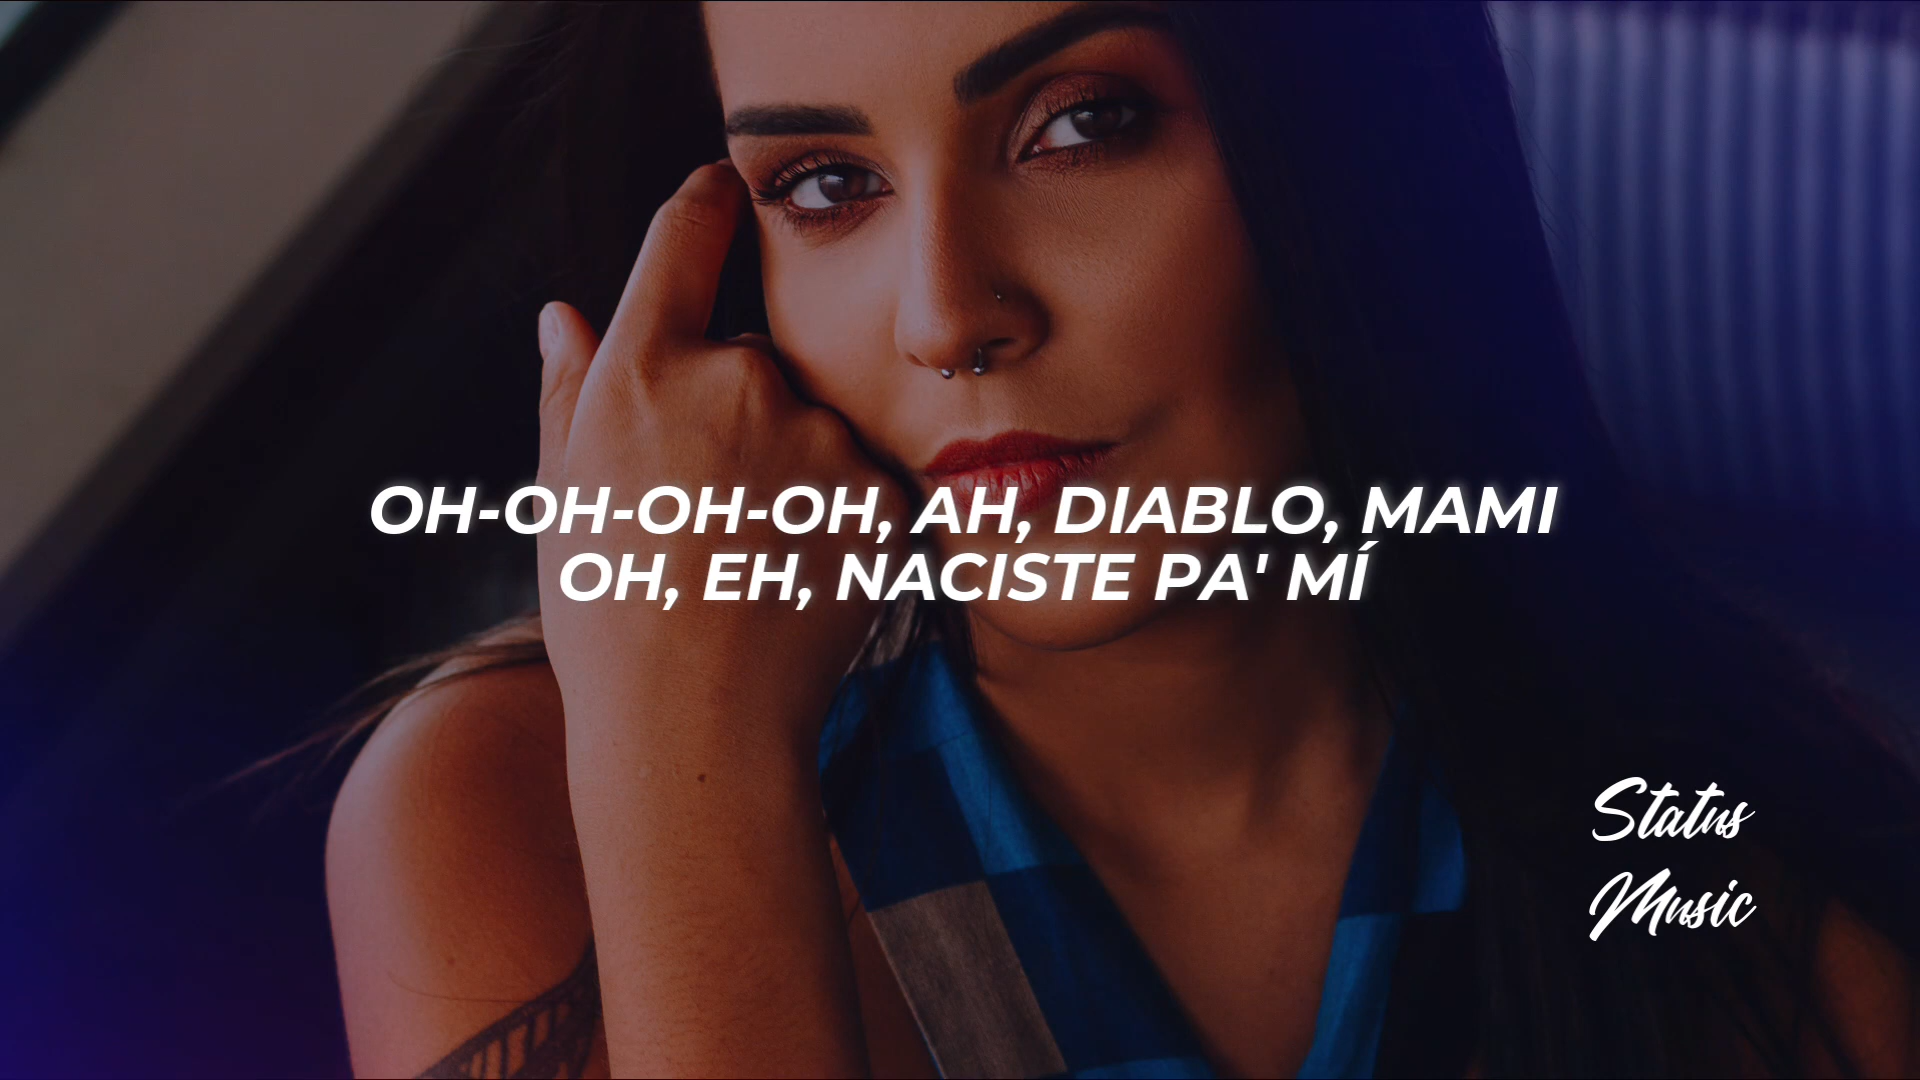 OH-OH-OH-OH, AH, DIABLO, MAMI
OH, EH, NACISTE PA' MÍ
Status
Music